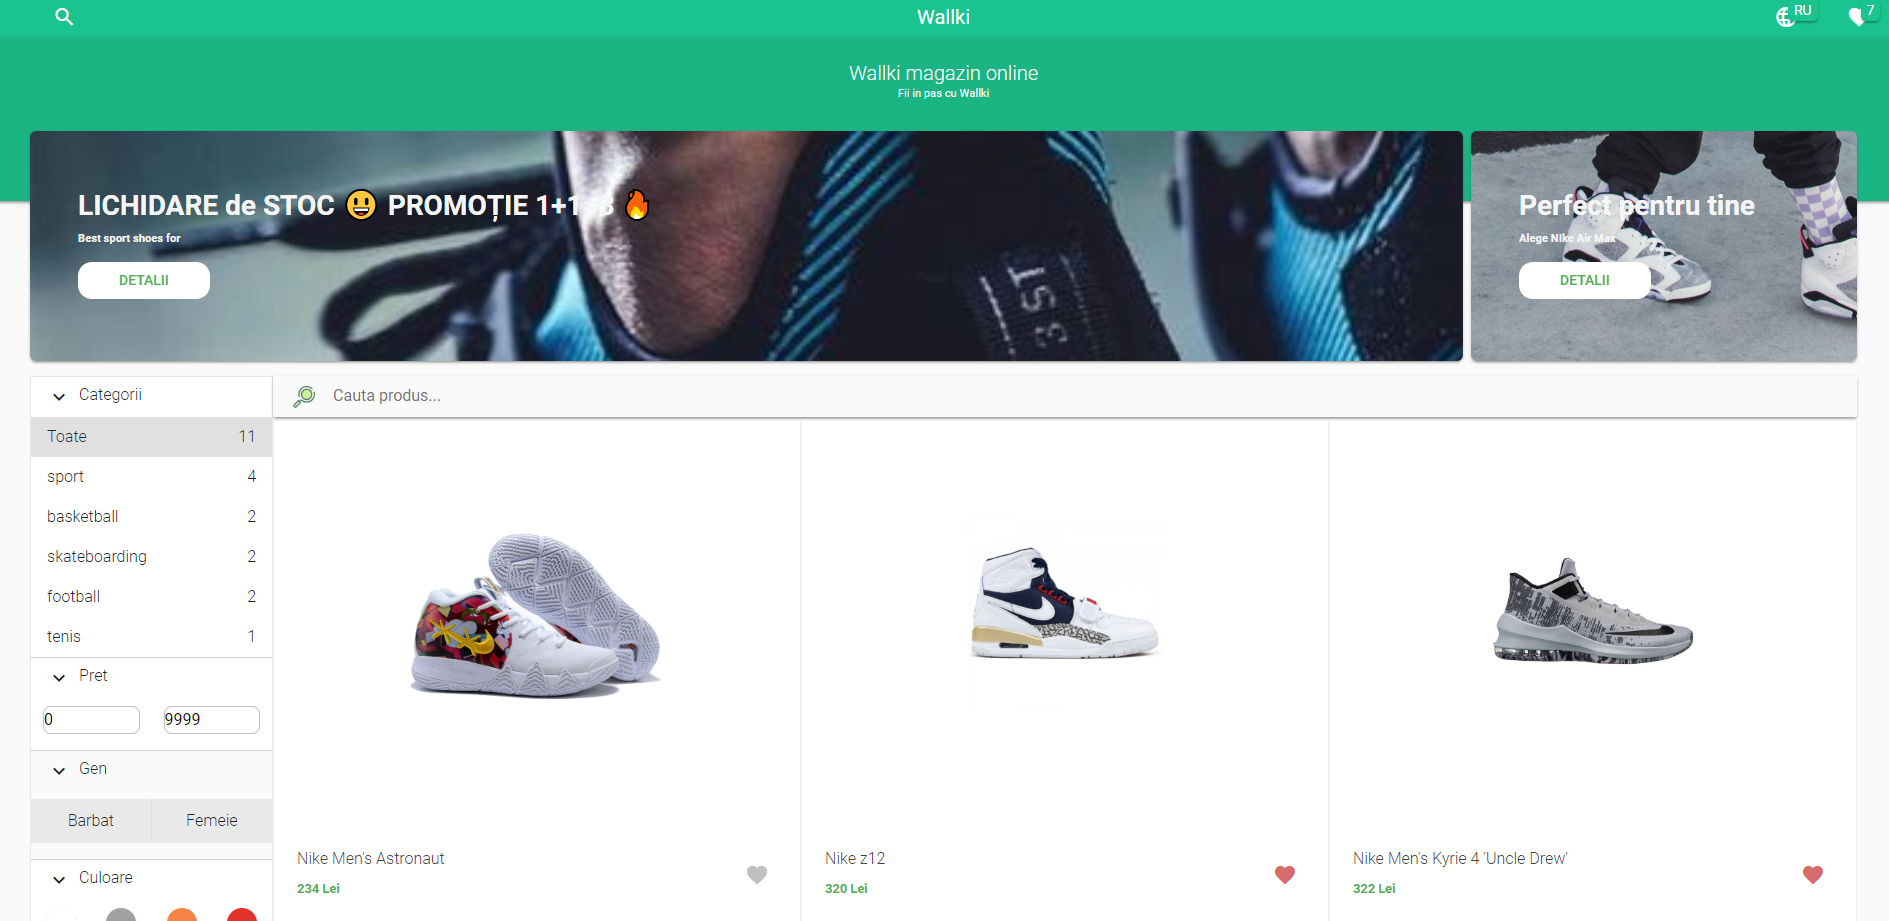 Wallki
RU
7
Wallki magazin online
Fii in pas cu Wallki
LICHIDARE de STOC 😃 PROMOȚIE 1+1=3 🔥
Best sport shoes for
DETALII
3 ST
Perfect pentru tine
Alege NIke Air Max
DETALII
Categorii
Cauta produs...
Toate 11
sport 4
basketball 2
skateboarding 2
football 2
tenis 1
Pret
0 9999
Gen
Barbat Femeie
Culoare
Nike Men's Astronaut
234 Lei
Nike z12
320 Lei
Nike Men's Kyrie 4 'Uncle Drew'
322 Lei